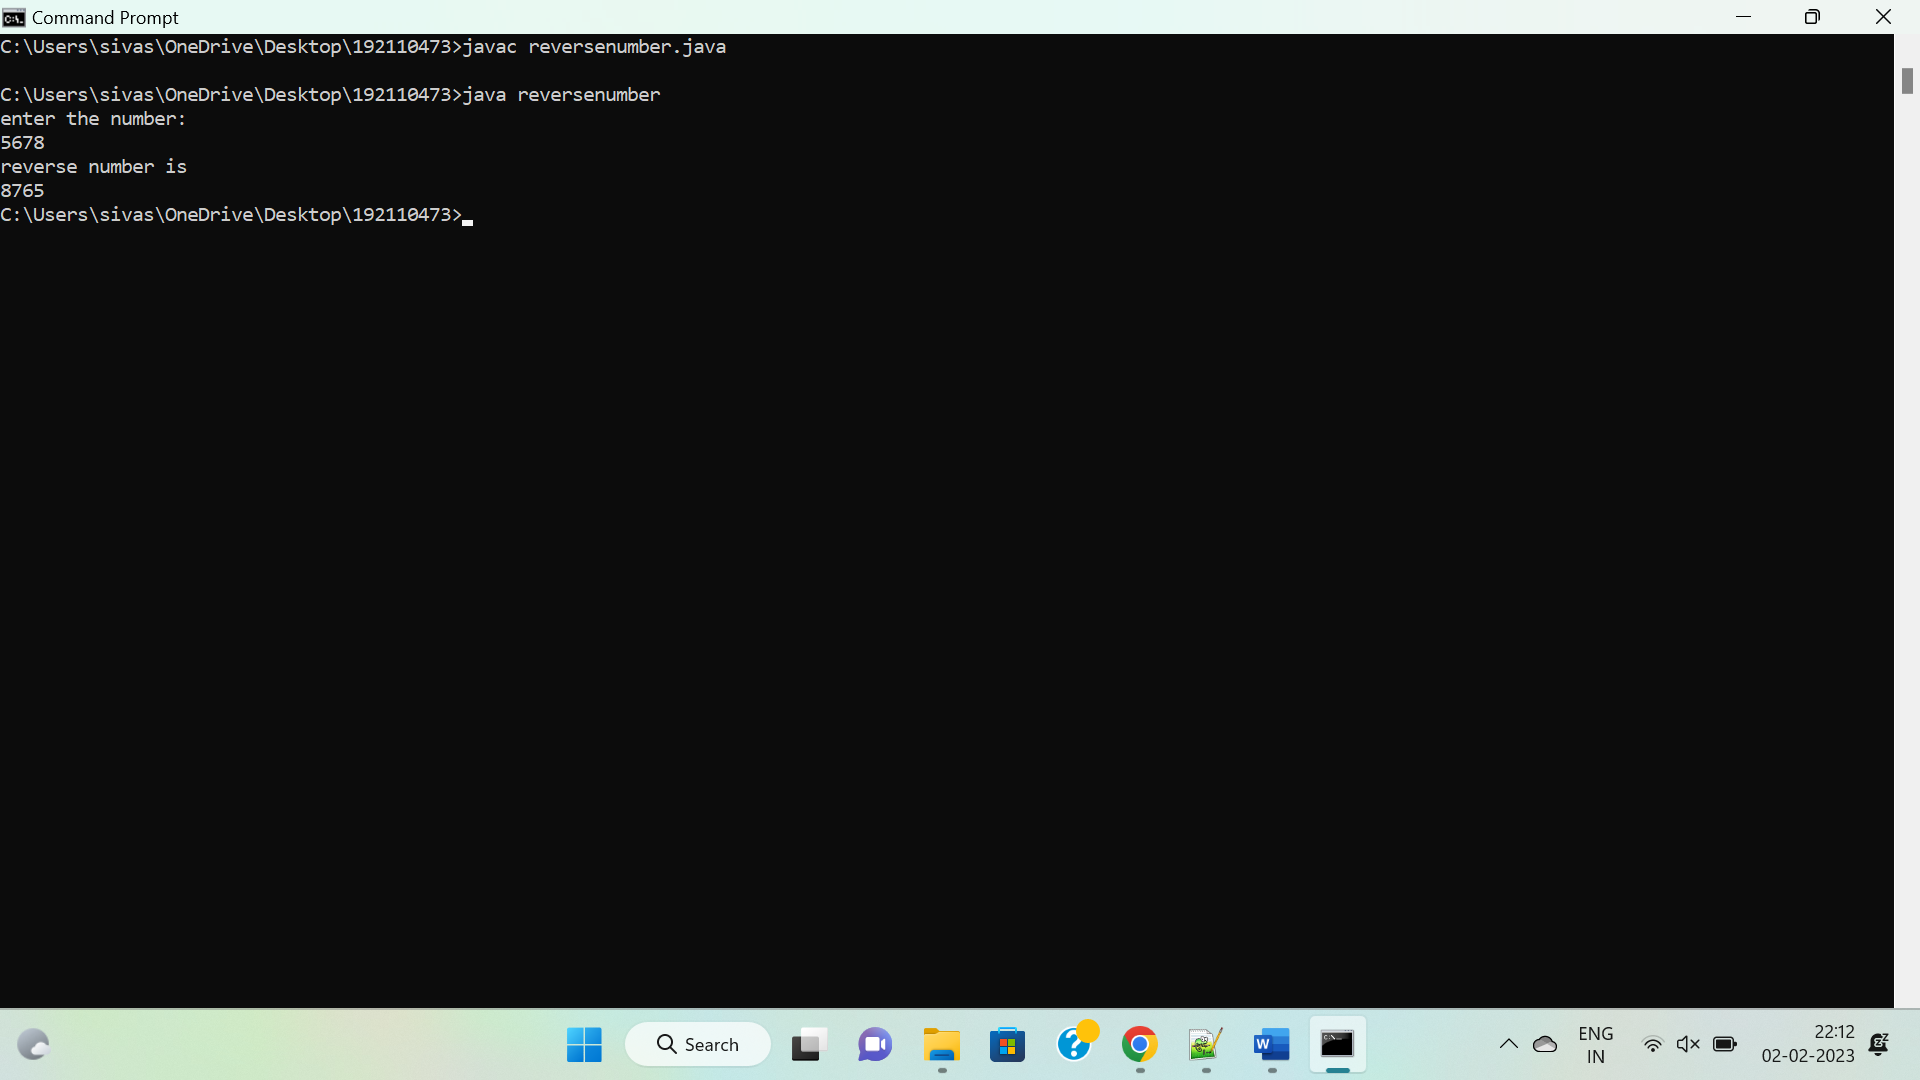 Command Prompt
C:\Users\sivas\OneDrive\Desktop\192110473>javac reversenumber.java
C:\Users\sivas\OneDrive\Desktop\192110473>java reversenumber
enter the number:
5678
reverse number is
8765
C:\Users\sivas\OneDrive\Desktop\192110473>
Search
ENG
IN
22:12
02-02-2023